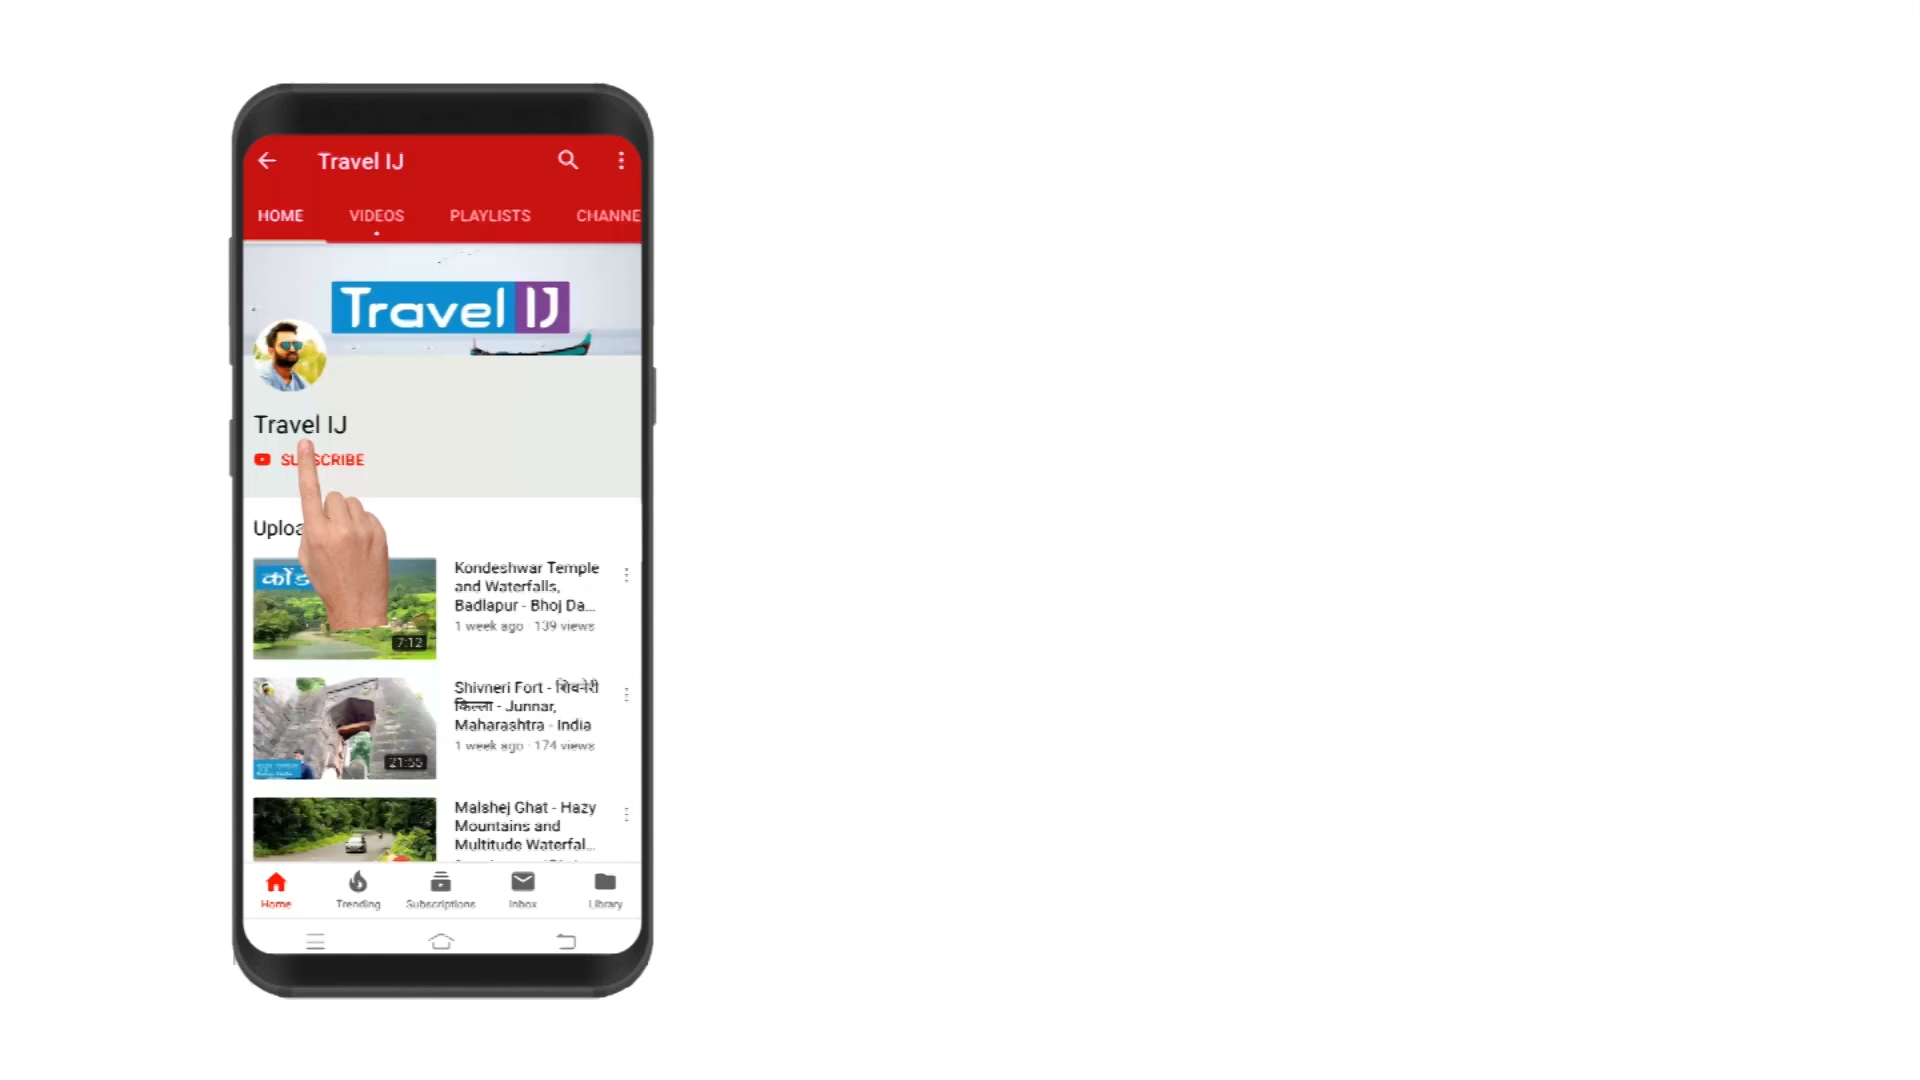 Travel IJ
HOME VIDEOS PLAYLISTS CHANNE
Travel IJ
Travel IJ
SUBSCRIBE
Uploa
Kondeshwar Temple
and Waterfalls,
Badlapur - Bhoj Da...
1 week ago · 139 views
7:12
Shivneri Fort - शिवनेरी
किल्ला - Junnar,
Maharashtra - India
1 week ago · 174 views
21:55
Malshej Ghat - Hazy
Mountains and
Multitude Waterfal...
Home Trending Subscriptions Inbox Library